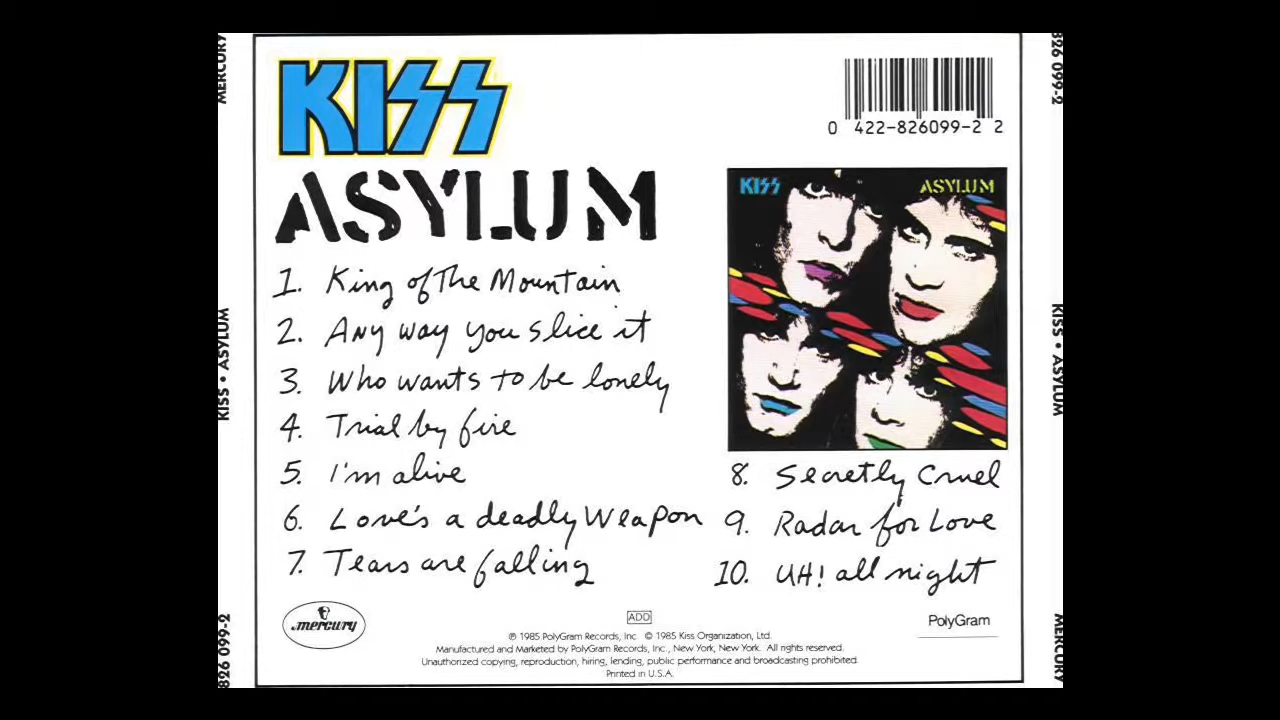 KISS
ASYLUM
1. King of The Mountain
2. Any way you slice it
3. Who wants to be lonely
4. Trial by fire
5. I'm alive
6. Love's a deadly Weapon
7. Tears are falling
0 422-826099-2 2
KISS ASYLUM
8. Secretly Cruel
9. Radar for Love
10. UH! all night
mercury
ADD
℗ 1985 PolyGram Records, Inc © 1985 Kiss Organization, Ltd.
Manufactured and Marketed by PolyGram Records, Inc., New York, New York. All rights reserved.
Unauthorized copying, reproduction, hiring, lending, public performance and broadcasting prohibited.
Printed in U.S.A.
PolyGram
MERCURY
KISS • ASYLUM
826 099-2
826 099-2
KISS • ASYLUM
MERCURY